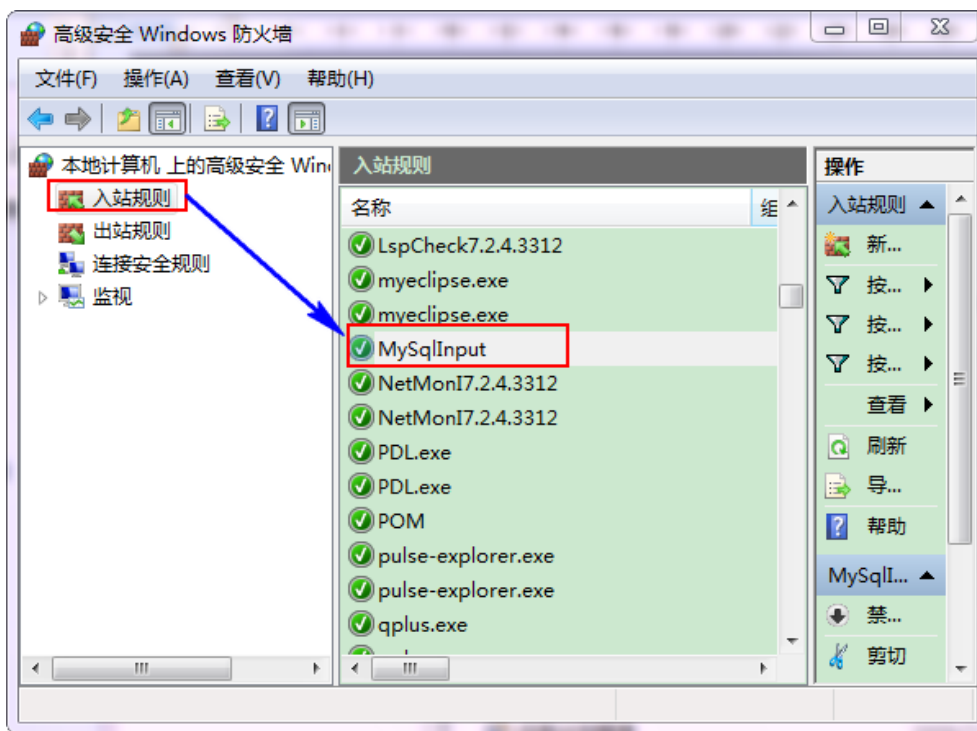 高级安全 Windows 防火墙
文件(F) 操作(A) 查看(V) 帮助(H)
本地计算机 上的高级安全 Wind
入站规则
出站规则
连接安全规则
监视
入站规则
名称
组
LspCheck7.2.4.3312
myeclipse.exe
myeclipse.exe
MySqlInput
NetMonI7.2.4.3312
NetMonI7.2.4.3312
PDL.exe
PDL.exe
POM
pulse-explorer.exe
pulse-explorer.exe
qplus.exe
操作
入站规则
新...
按...
按...
按...
查看
刷新
导...
帮助
MySqlI...
禁...
剪切